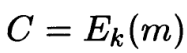 C = E_k(m)